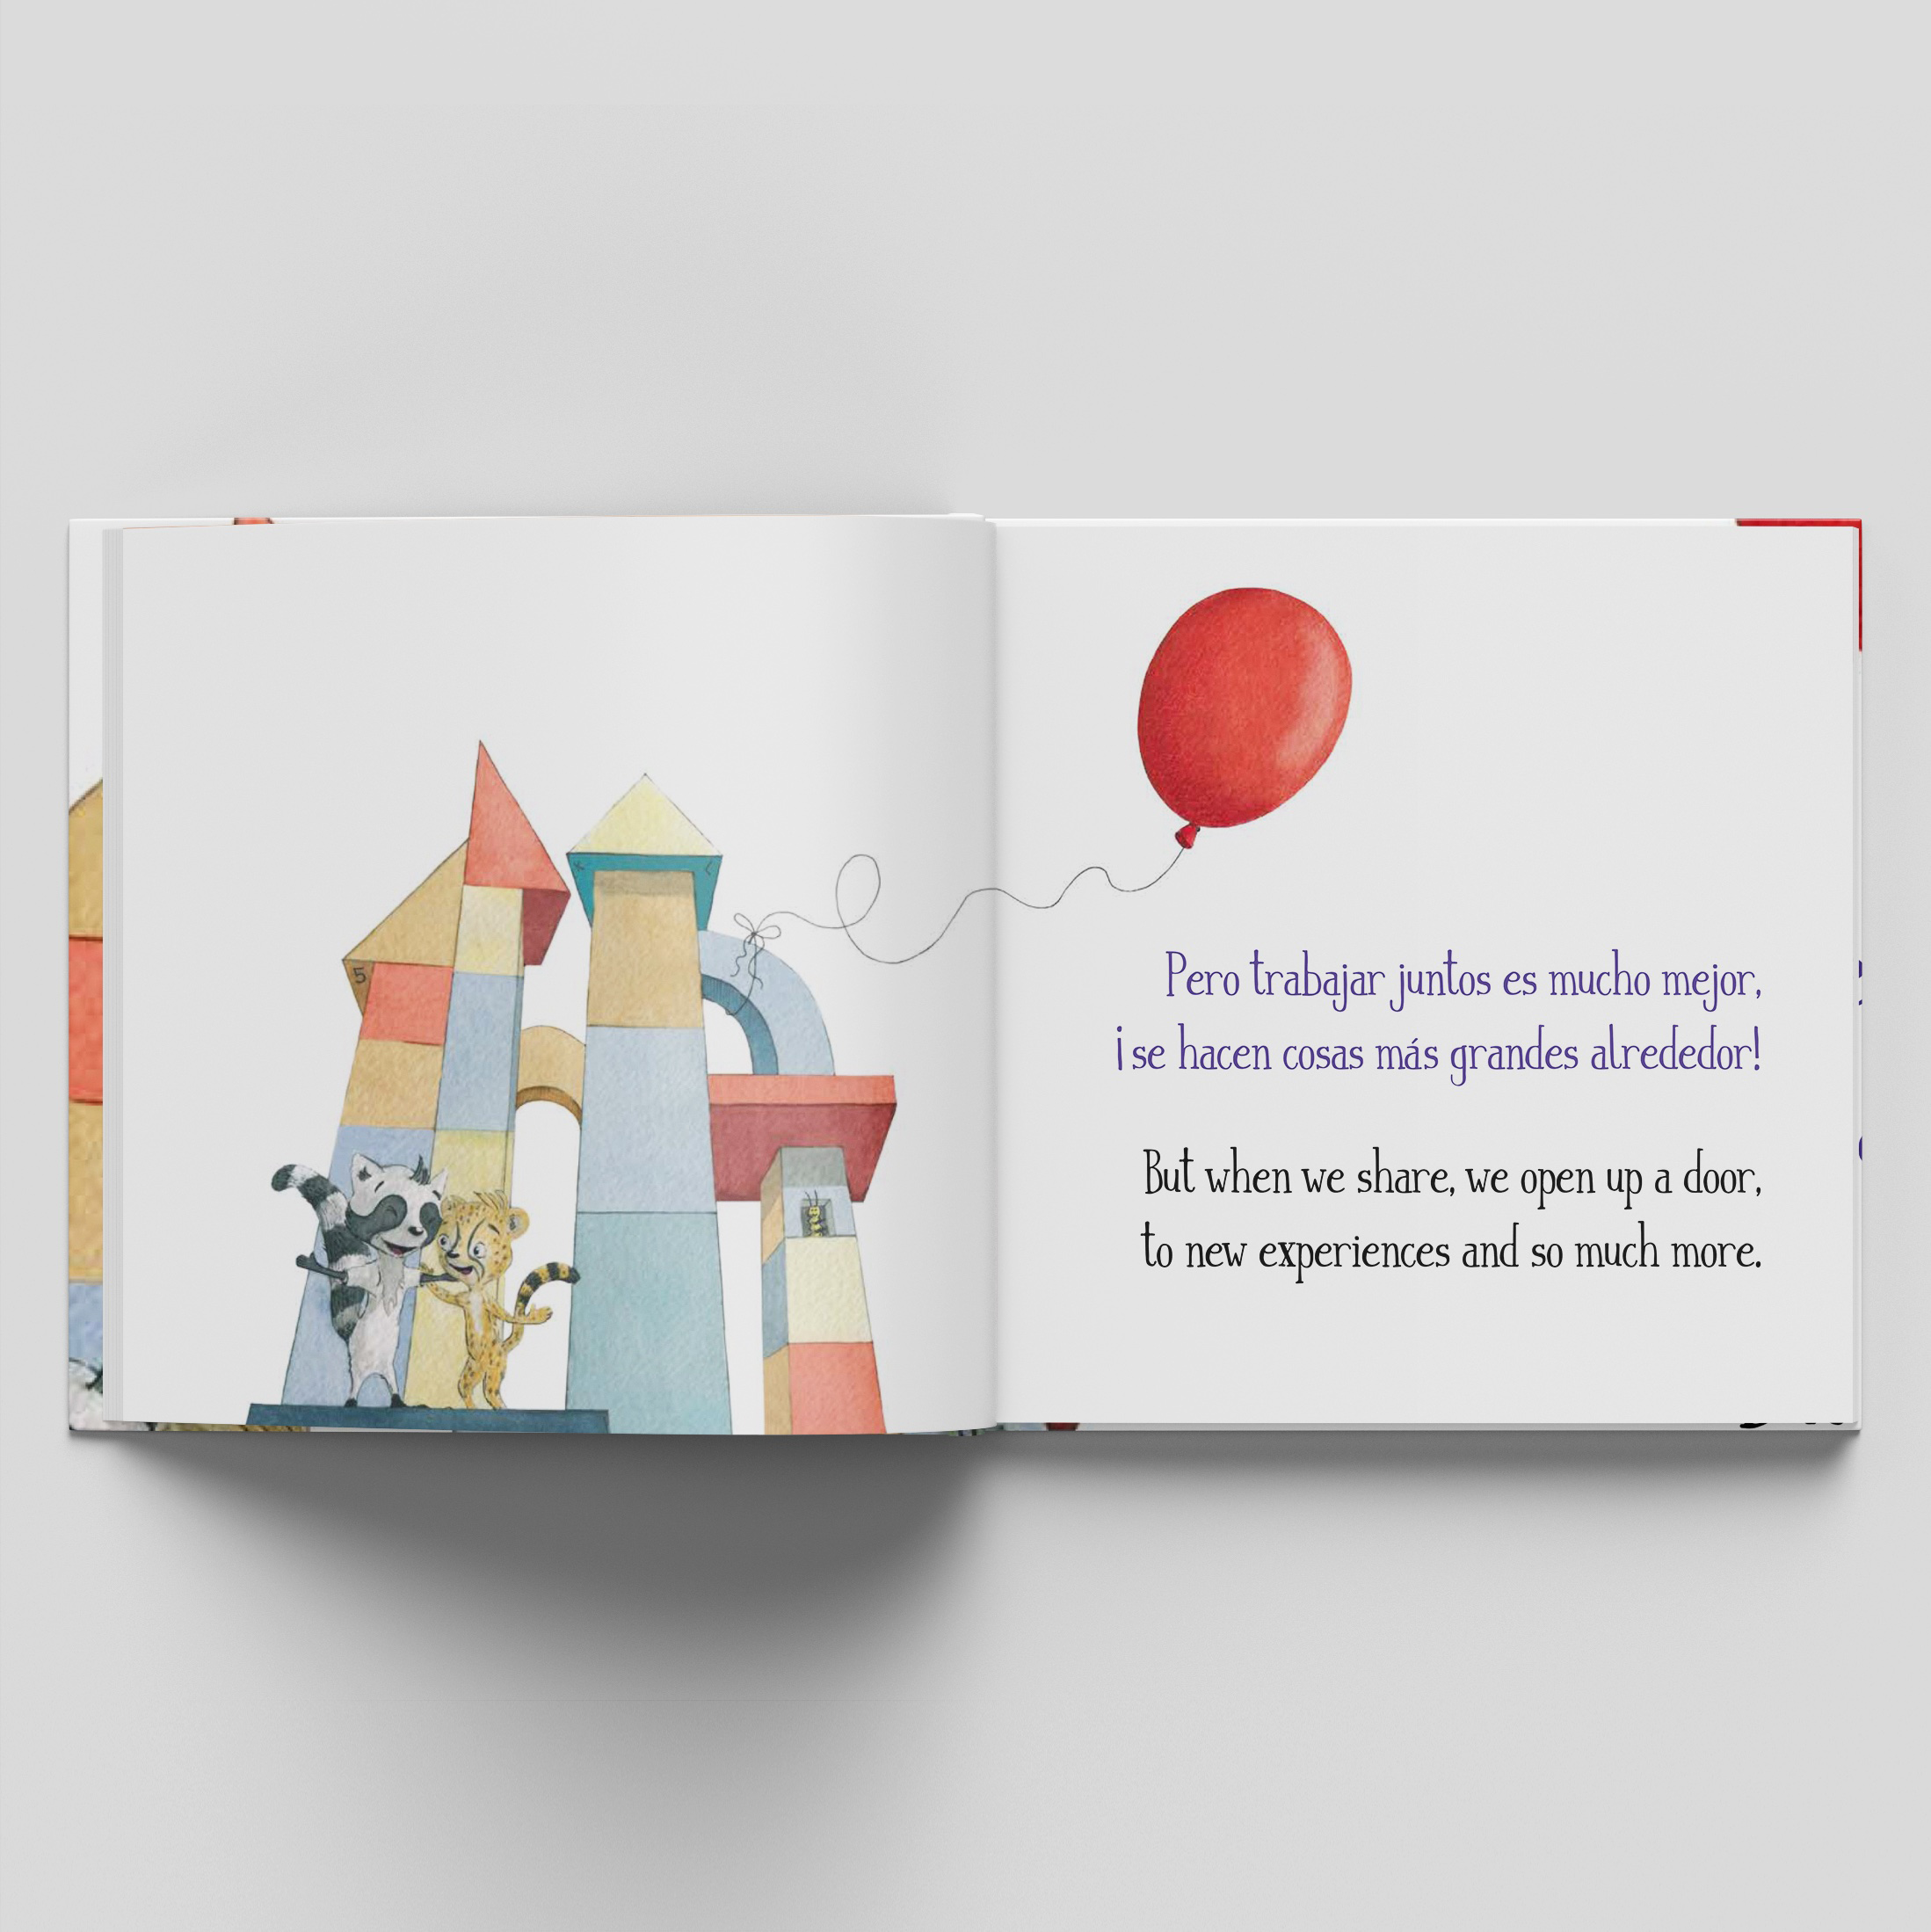 5
Pero trabajar juntos es mucho mejor,
¡se hacen cosas más grandes alrededor!
But when we share, we open up a door,
to new experiences and so much more.